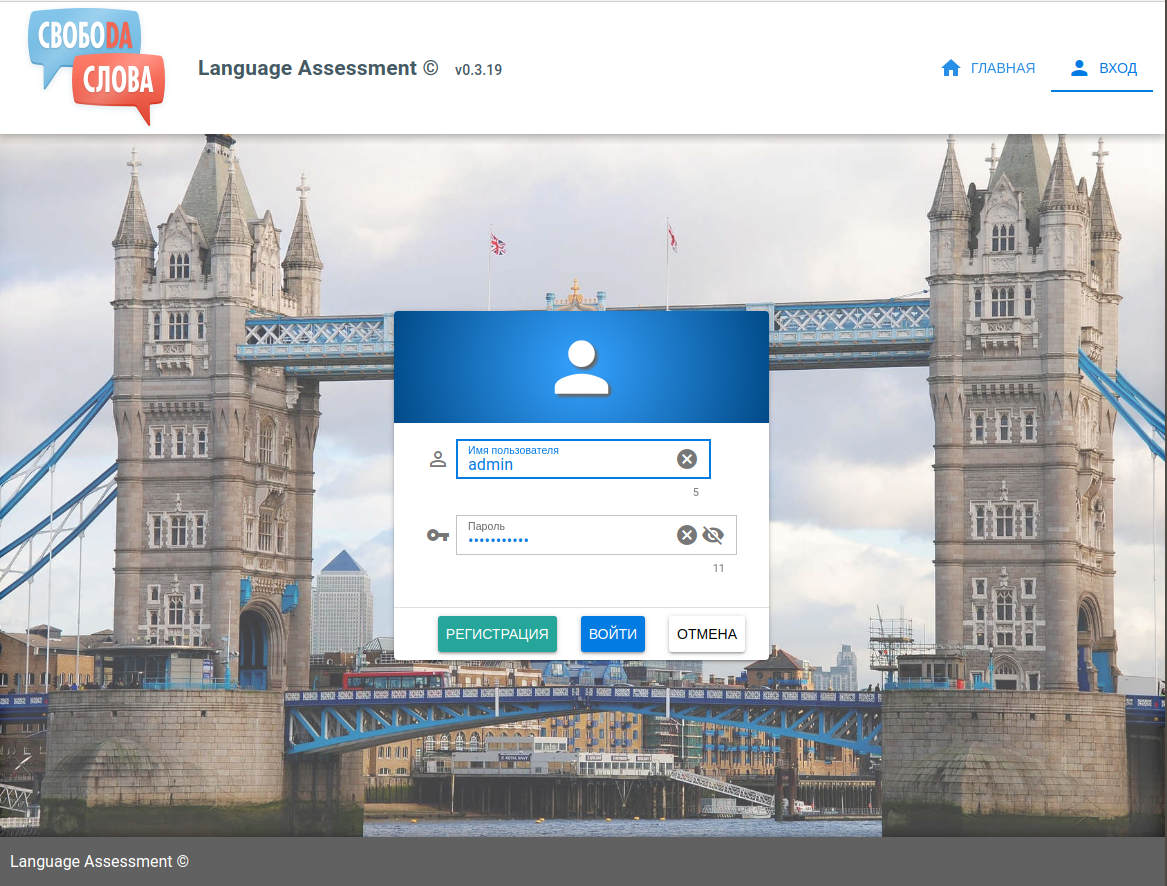 СВОБОDA
СЛОВА
Language Assessment © v0.3.19
ГЛАВНАЯ
ВХОД
Имя пользователя
admin
5
Пароль
•••••••••••
11
РЕГИСТРАЦИЯ
ВОЙТИ
ОТМЕНА
Language Assessment ©